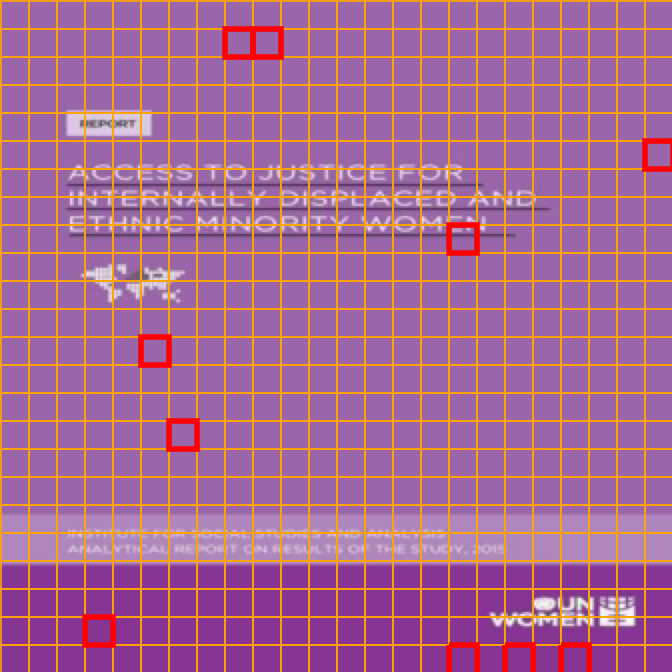 REPORT
ACCESS TO JUSTICE FOR
INTERNALLY DISPLACED AND
ETHNIC MINORITY WOMEN
INSTITUTE FOR SOCIAL STUDIES AND ANALYSIS
ANALYTICAL REPORT ON RESULTS OF THE STUDY, 2015
UN
WOMEN